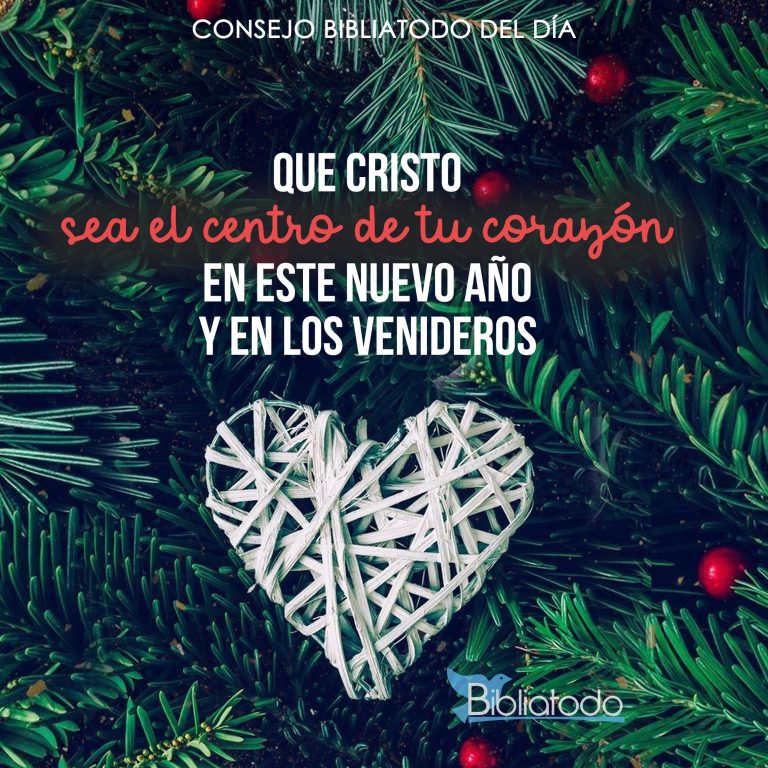 CONSEJO BIBLIATODO DEL DÍA
QUE CRISTO
sea el centro de tu corazón
EN ESTE NUEVO AÑO
Y EN LOS VENIDEROS
Bibliatodo